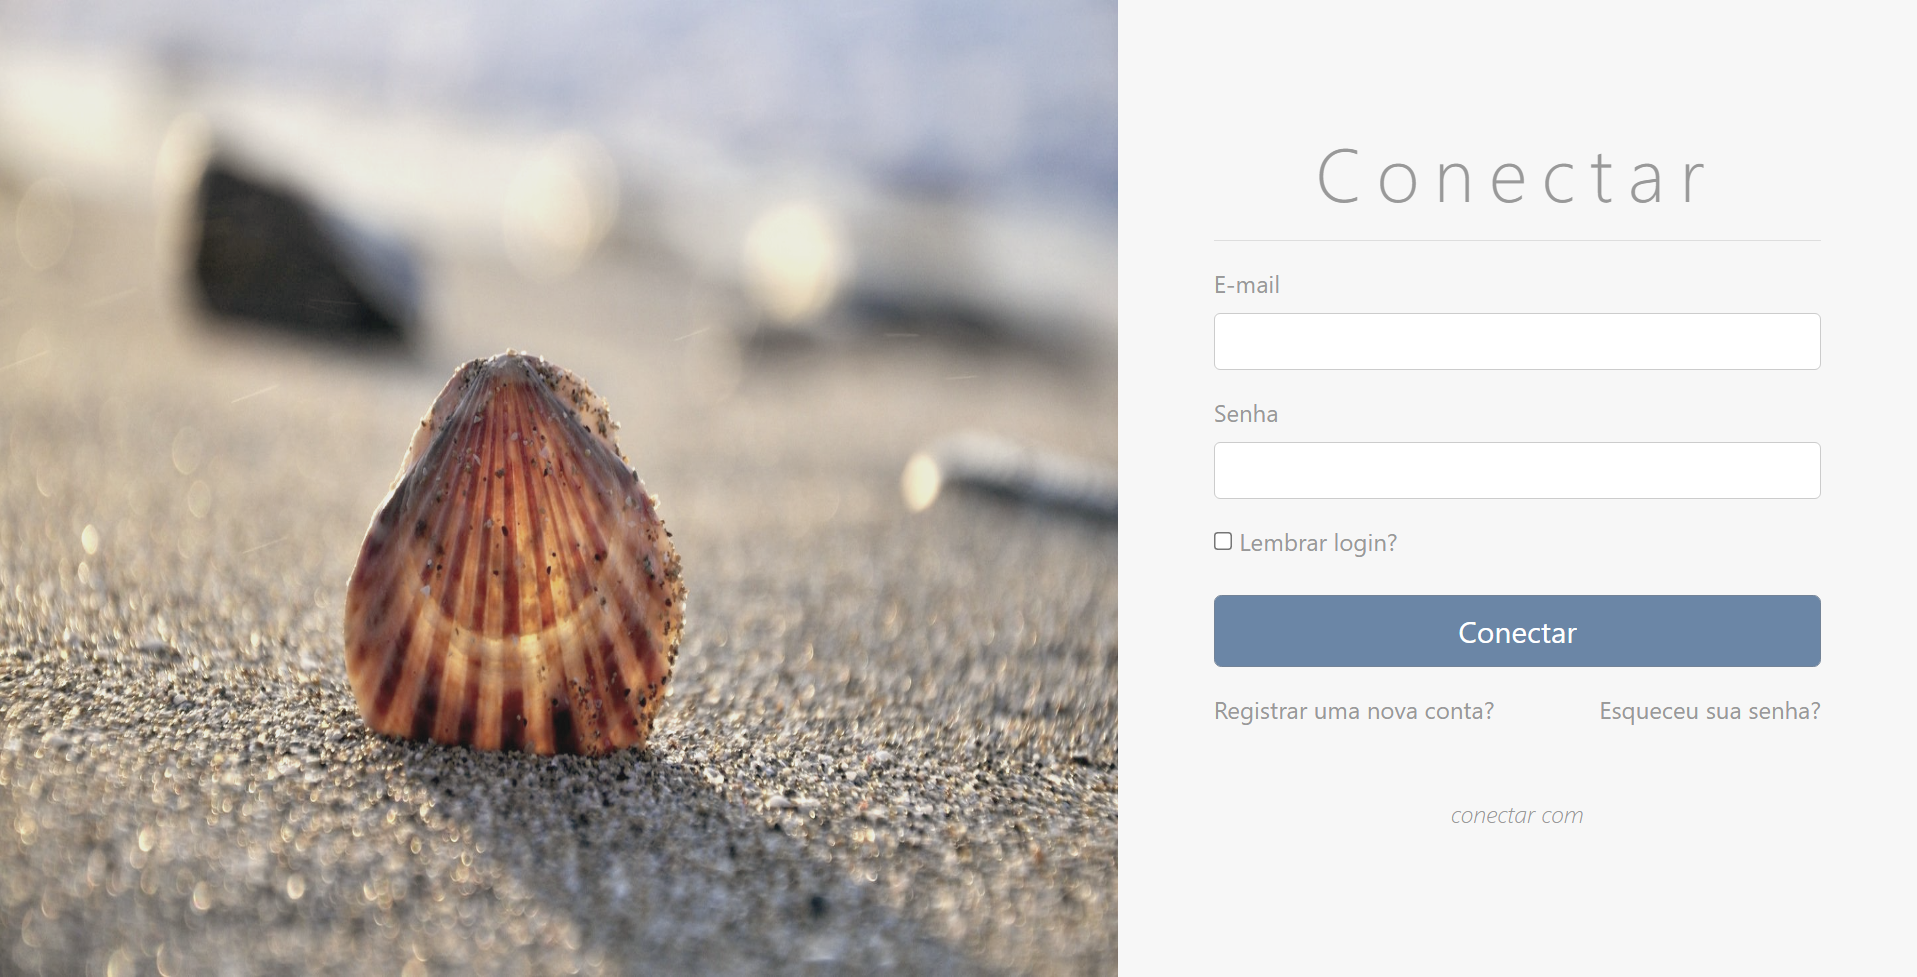 Conectar
E-mail
Senha
Lembrar login?
Conectar
Registrar uma nova conta? Esqueceu sua senha?
conectar com